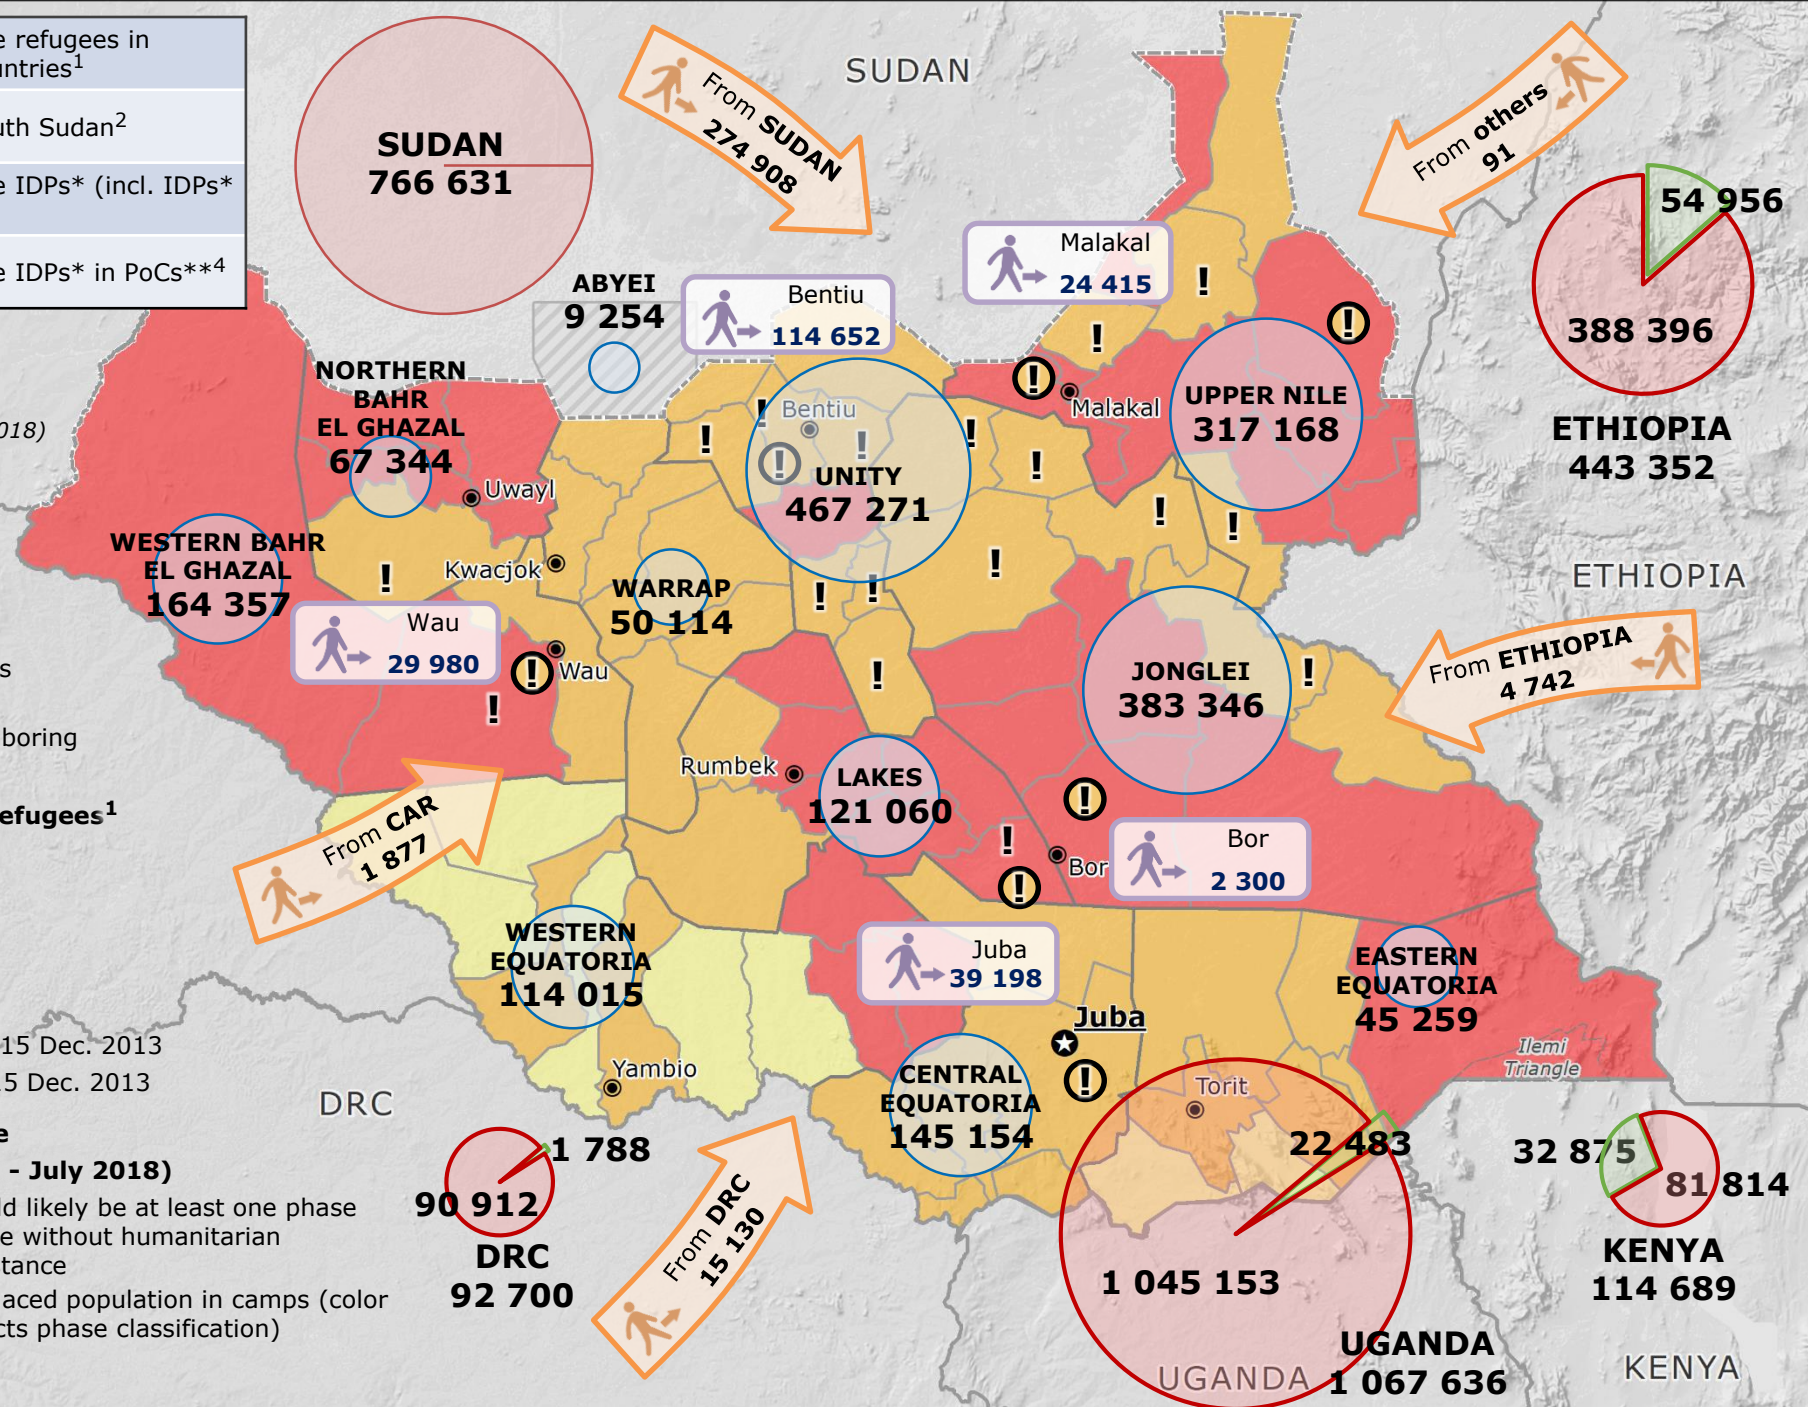 e refugees in
untries1
uth Sudan2
e IDPs* (incl. IDPs*
e IDPs* in PoCs**4
018)
s
boring
efugees1
15 Dec. 2013
15 Dec. 2013
e
- July 2018)
ld likely be at least one phase
e without humanitarian
stance
laced population in camps (color
cts phase classification)
SUDAN
766 631
From SUDAN
274 908
SUDAN
From others
91
54 956
388 396
ETHIOPIA
443 352
ABYEI
9 254
Bentiu
114 652
Malakal
24 415
NORTHERN
BAHR
EL GHAZAL
67 344
Uwayl
! Bentiu
!
!
!
!
UNITY
467 271
!
!
!
!
!
Malakal
UPPER NILE
317 168
!
!
!
WESTERN BAHR
EL GHAZAL
164 357
!
Kwacjok
WARRAP
50 114
!
!
!
ETHIOPIA
Wau
29 980
!
Wau
!
!
JONGLEI
383 346
!
From ETHIOPIA
4 742
Rumbek
LAKES
121 060
!
!
!
Bor
Bor
2 300
From CAR
1 877
WESTERN
EQUATORIA
114 015
Juba
39 198
EASTERN
EQUATORIA
45 259
Juba
!
Ilemi
Triangle
Yambio
CENTRAL
EQUATORIA
145 154
Torit
DRC
1 788
90 912
DRC
92 700
From DRC
15 130
22 483
1 045 153
UGANDA
1 067 636
UGANDA
32 875
81 814
KENYA
114 689
KENYA